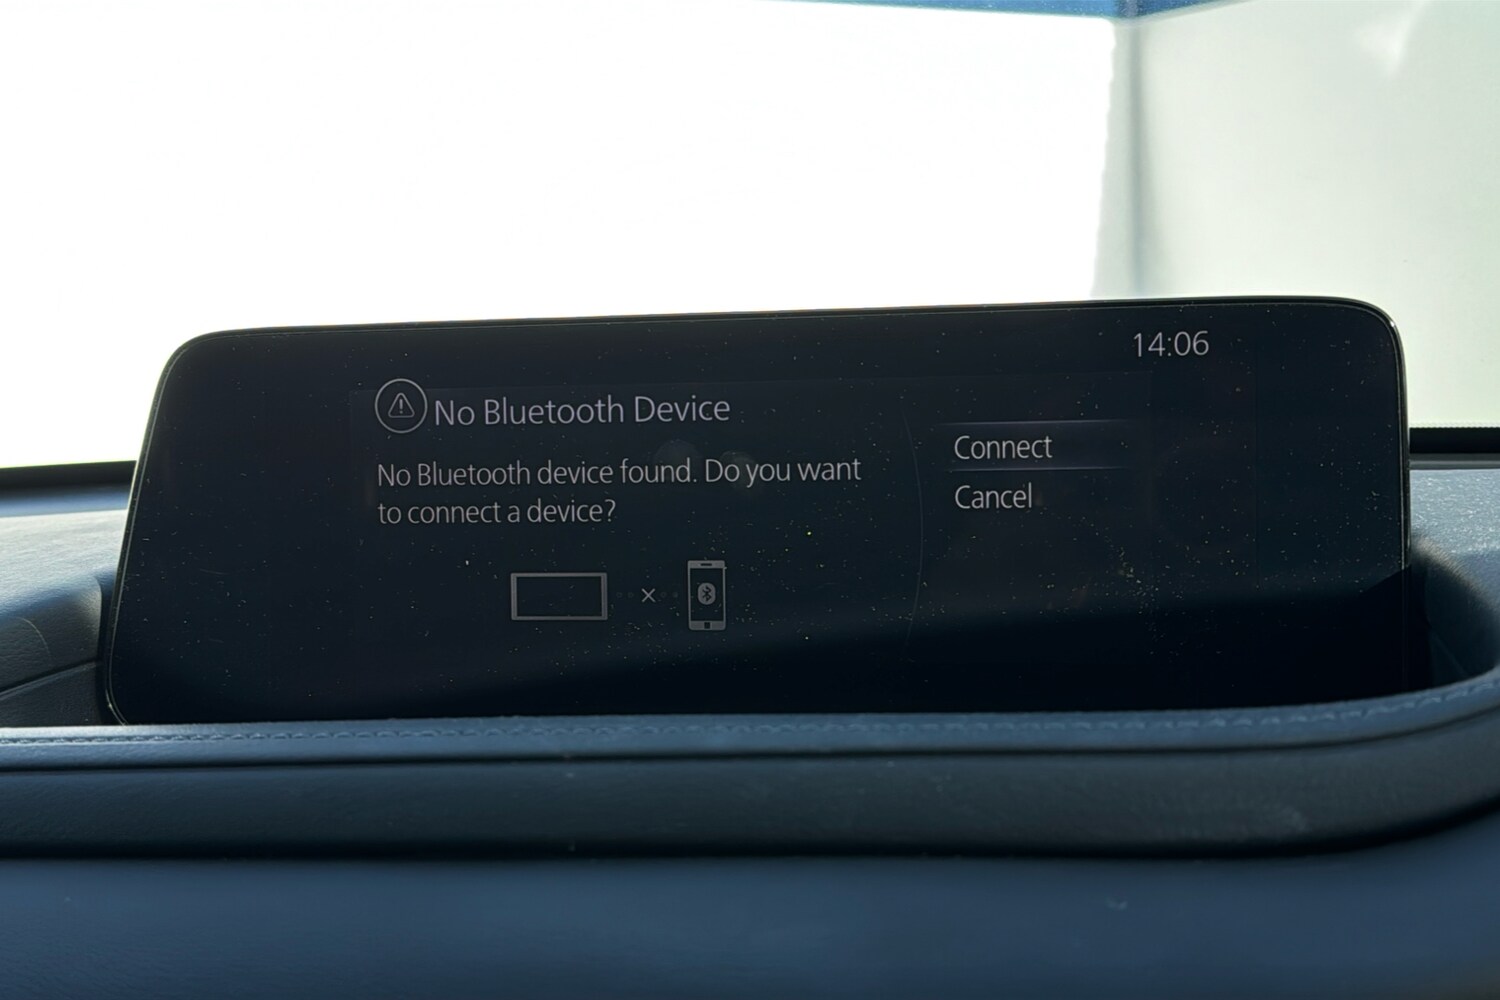 14:06
No Bluetooth Device
No Bluetooth device found. Do you want
to connect a device?
Connect
Cancel